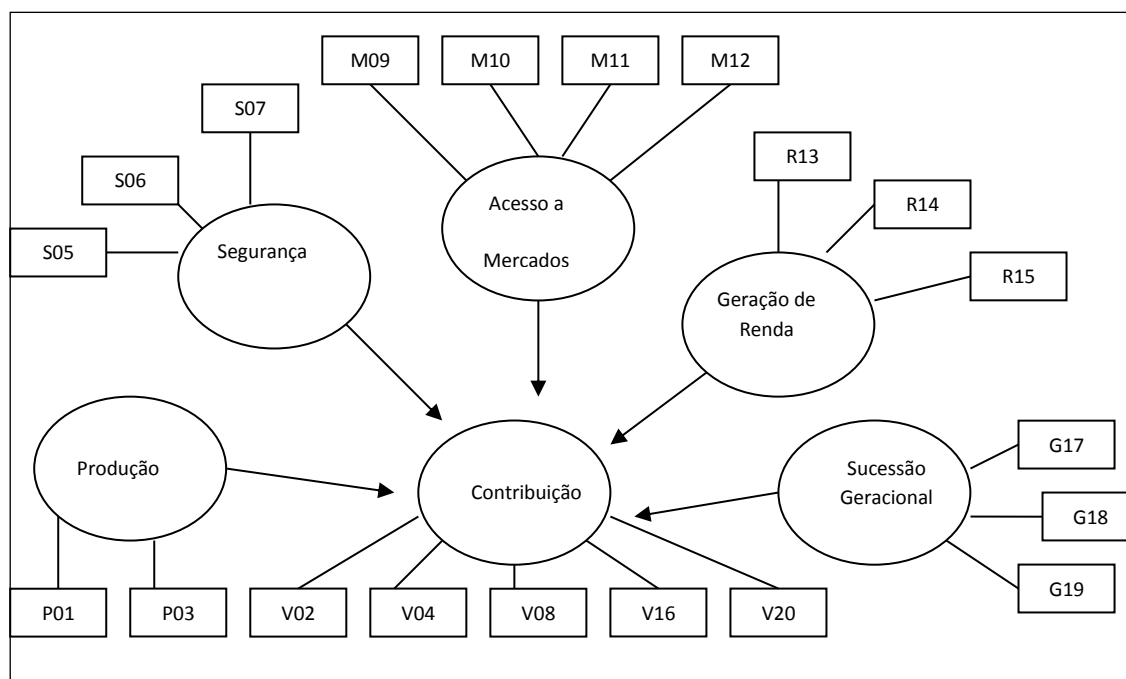 M09
M10
M11
M12
S07
S06
S05
R13
R14
R15
Segurança
Acesso a
Mercados
Geração de
Renda
Produção
Contribuição
Sucessão
Geracional
G17
G18
G19
P01
P03
V02
V04
V08
V16
V20